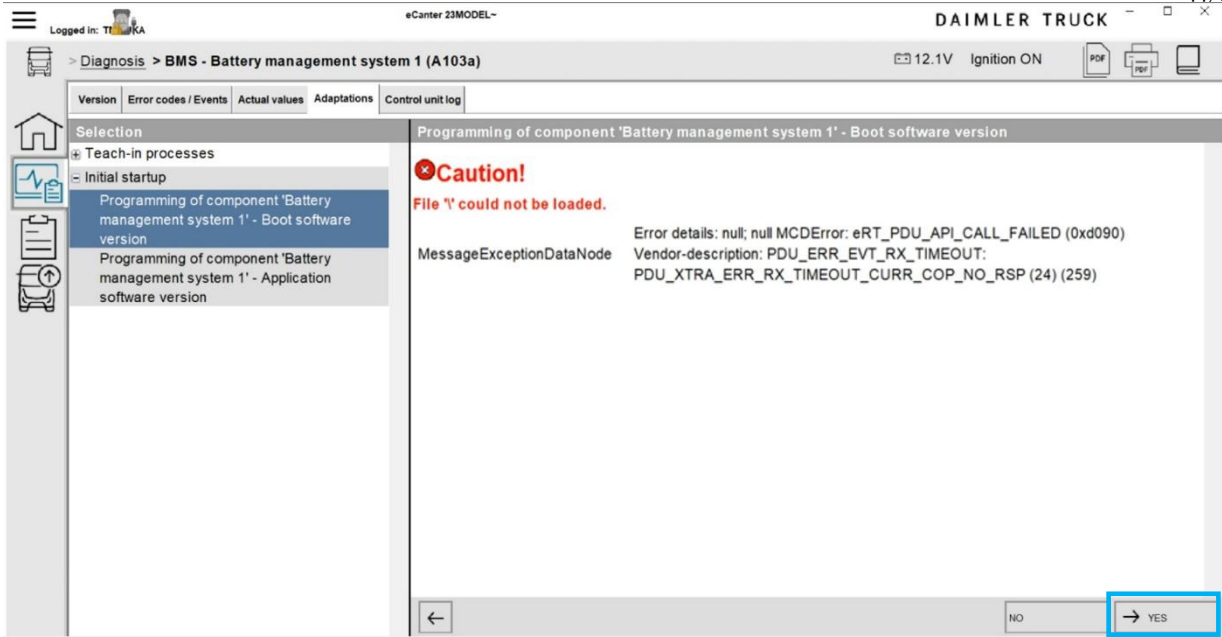 eCanter 23MODEL~
DAIMLER TRUCK
Logged in: T KA
> Diagnosis > BMS - Battery management system 1 (A103a)
12.1V Ignition ON
PDF
PDF
Version Error codes / Events Actual values Adaptations Control unit log
Selection
Teach-in processes
Initial startup
Programming of component 'Battery
management system 1' - Boot software
version
Programming of component 'Battery
management system 1' - Application
software version
Programming of component 'Battery management system 1' - Boot software version
Caution!
File '\' could not be loaded.
MessageExceptionDataNode
Error details: null; null MCDError: eRT_PDU_API_CALL_FAILED (0xd090)
Vendor-description: PDU_ERR_EVT_RX_TIMEOUT:
PDU_XTRA_ERR_RX_TIMEOUT_CURR_COP_NO_RSP (24) (259)
NO
YES